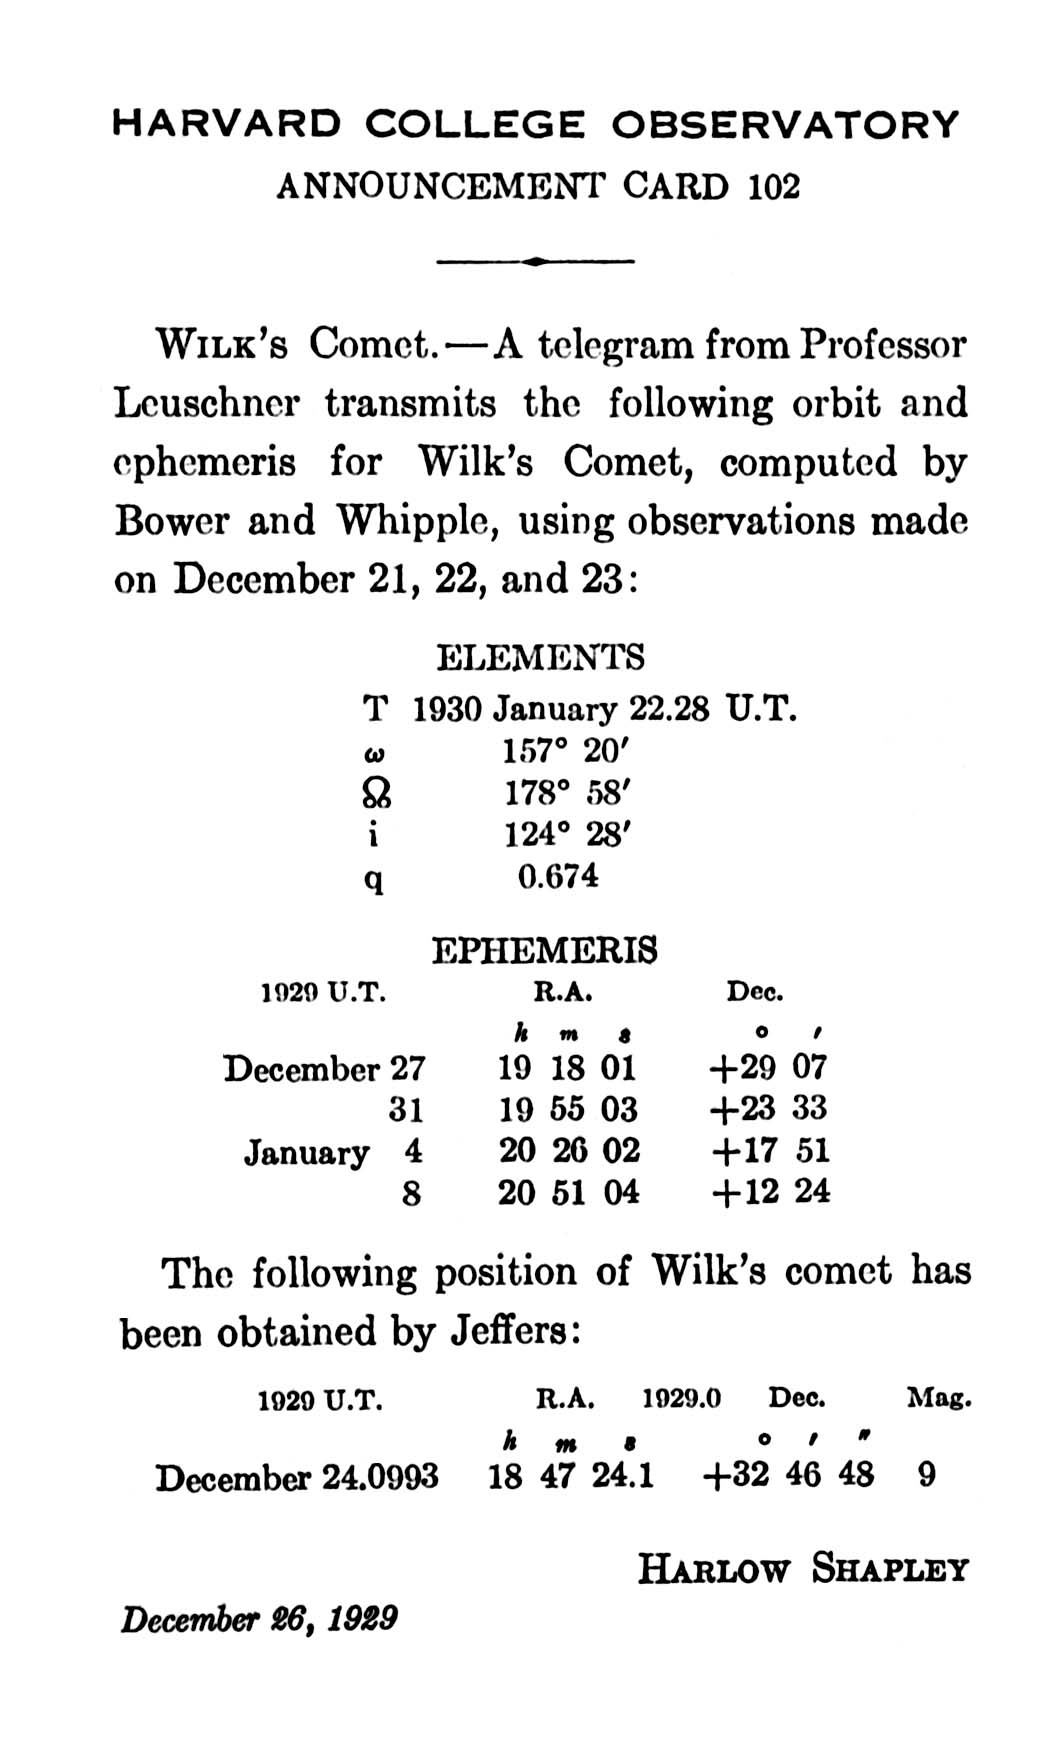 HARVARD COLLEGE OBSERVATORY
ANNOUNCEMENT CARD 102
WILK'S Comet.—A telegram from Professor
Leuschner transmits the following orbit and
ephemeris for Wilk's Comet, computed by
Bower and Whipple, using observations made
on December 21, 22, and 23:
ELEMENTS
T 1930 January 22.28 U.T.
ω 157° 20′
☊ 178° 58′
i 124° 28′
q 0.674
EPHEMERIS
1929 U.T. R.A. Dec.
h m s ° ′
December 27 19 18 01 +29 07
31 19 55 03 +23 33
January 4 20 26 02 +17 51
8 20 51 04 +12 24
The following position of Wilk's comet has
been obtained by Jeffers:
1929 U.T. R.A. 1929.0 Dec. Mag.
h m s ° ′ ″
December 24.0993 18 47 24.1 +32 46 48 9
HARLOW SHAPLEY
December 26, 1929